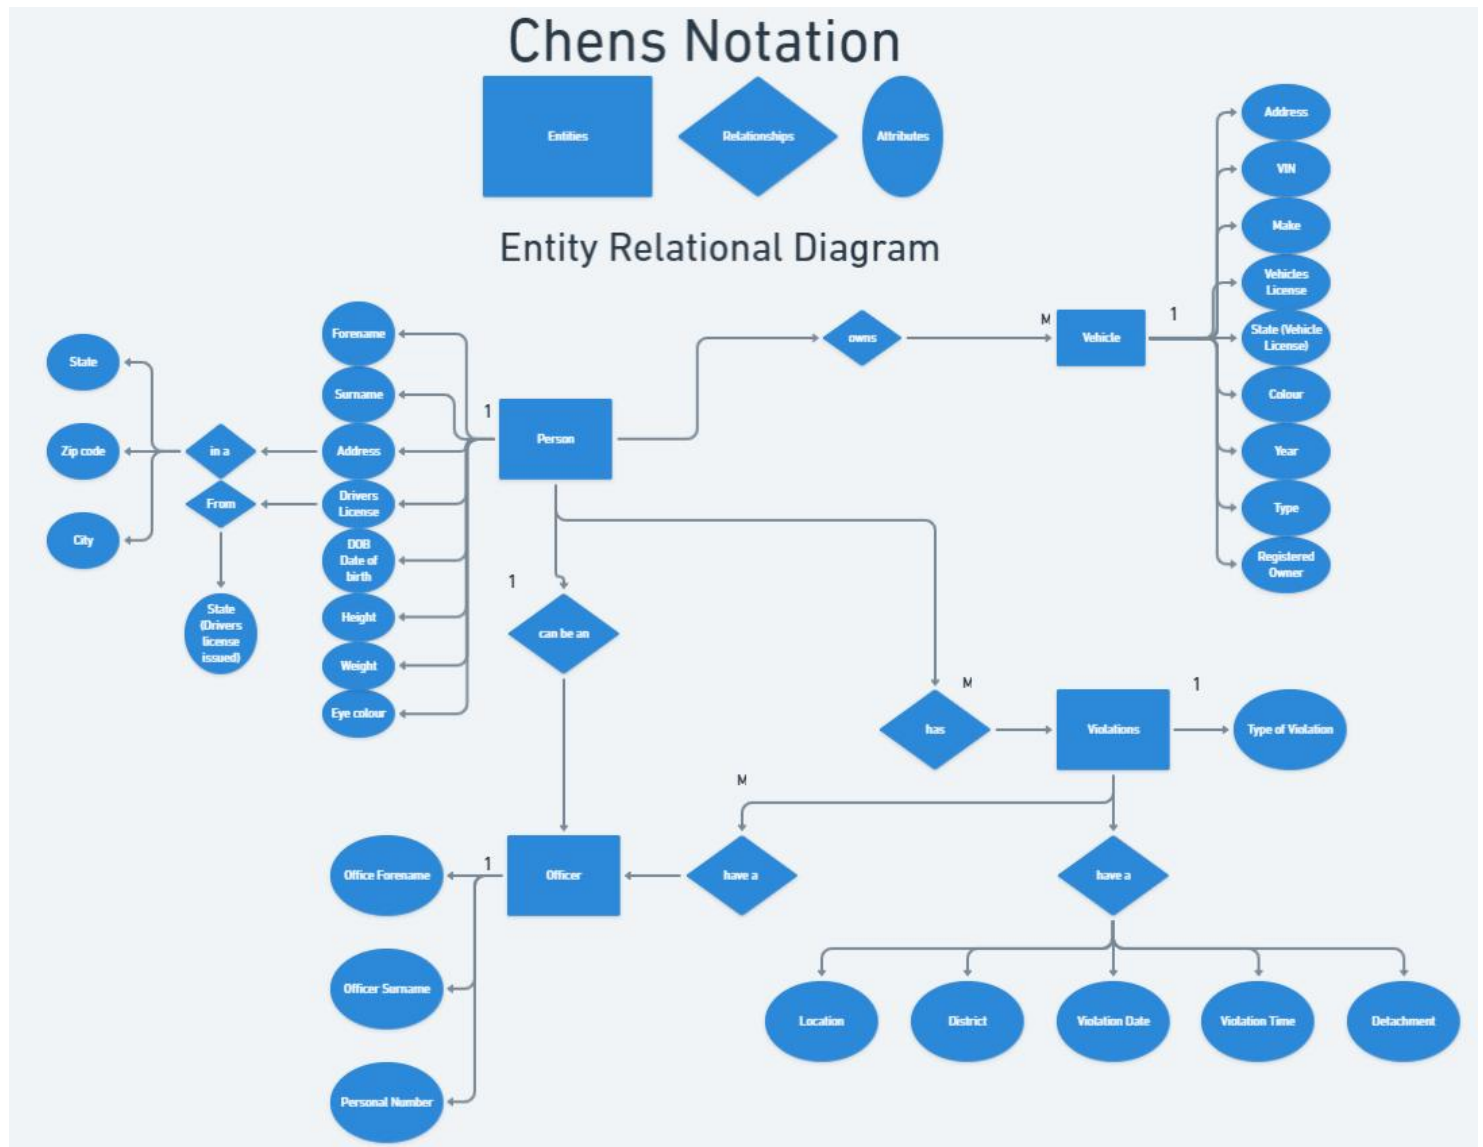 Chens Notation
Entities
Relationships
Attributes
Entity Relational Diagram
Address
VIN
Make
Vehicles
License
State (Vehicle
License)
Colour
Year
Type
Registered
Owner
1
Vehicle
M
owns
Person
1
Forename
Surname
Address
Drivers
License
DOB
Date of
birth
Height
Weight
Eye colour
in a
From
State
Zip code
City
State
(Drivers
license
issued)
1
can be an
M
has
Violations
1
Type of Violation
M
have a
have a
Officer
1
Office Forename
Officer Surname
Personal Number
Location
District
Violation Date
Violation Time
Detachment